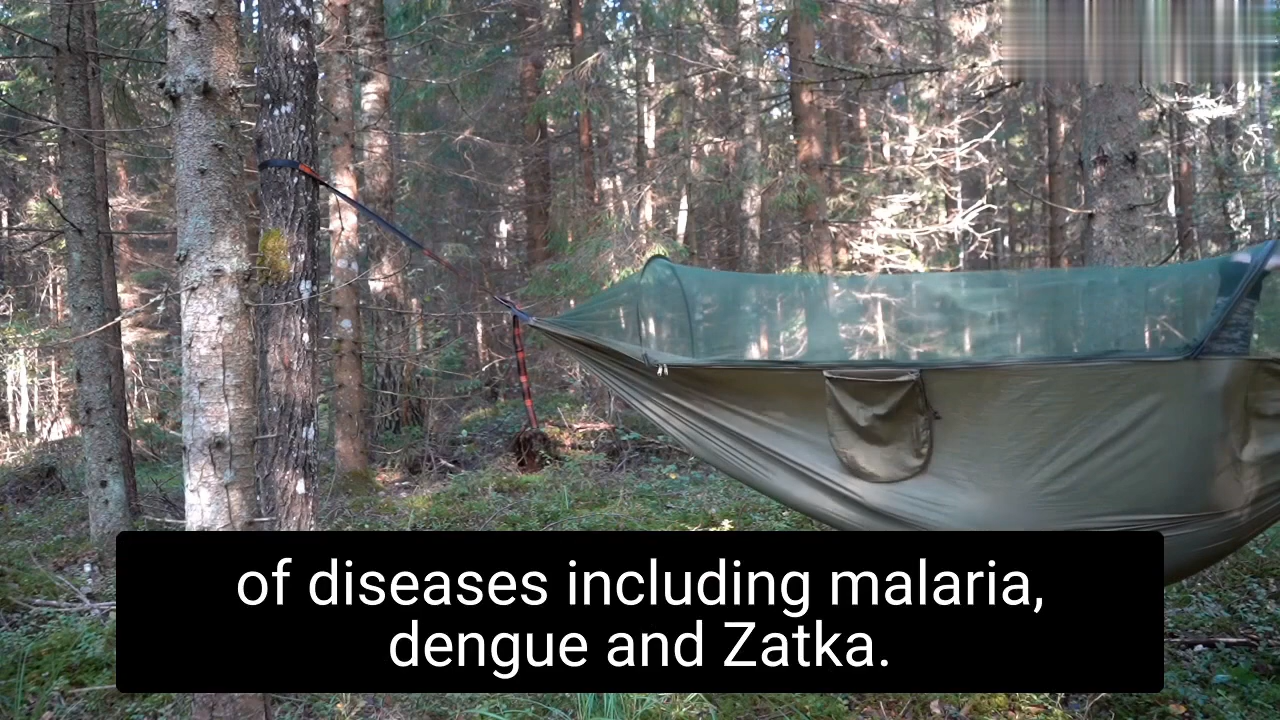 of diseases including malaria,
dengue and Zatka.